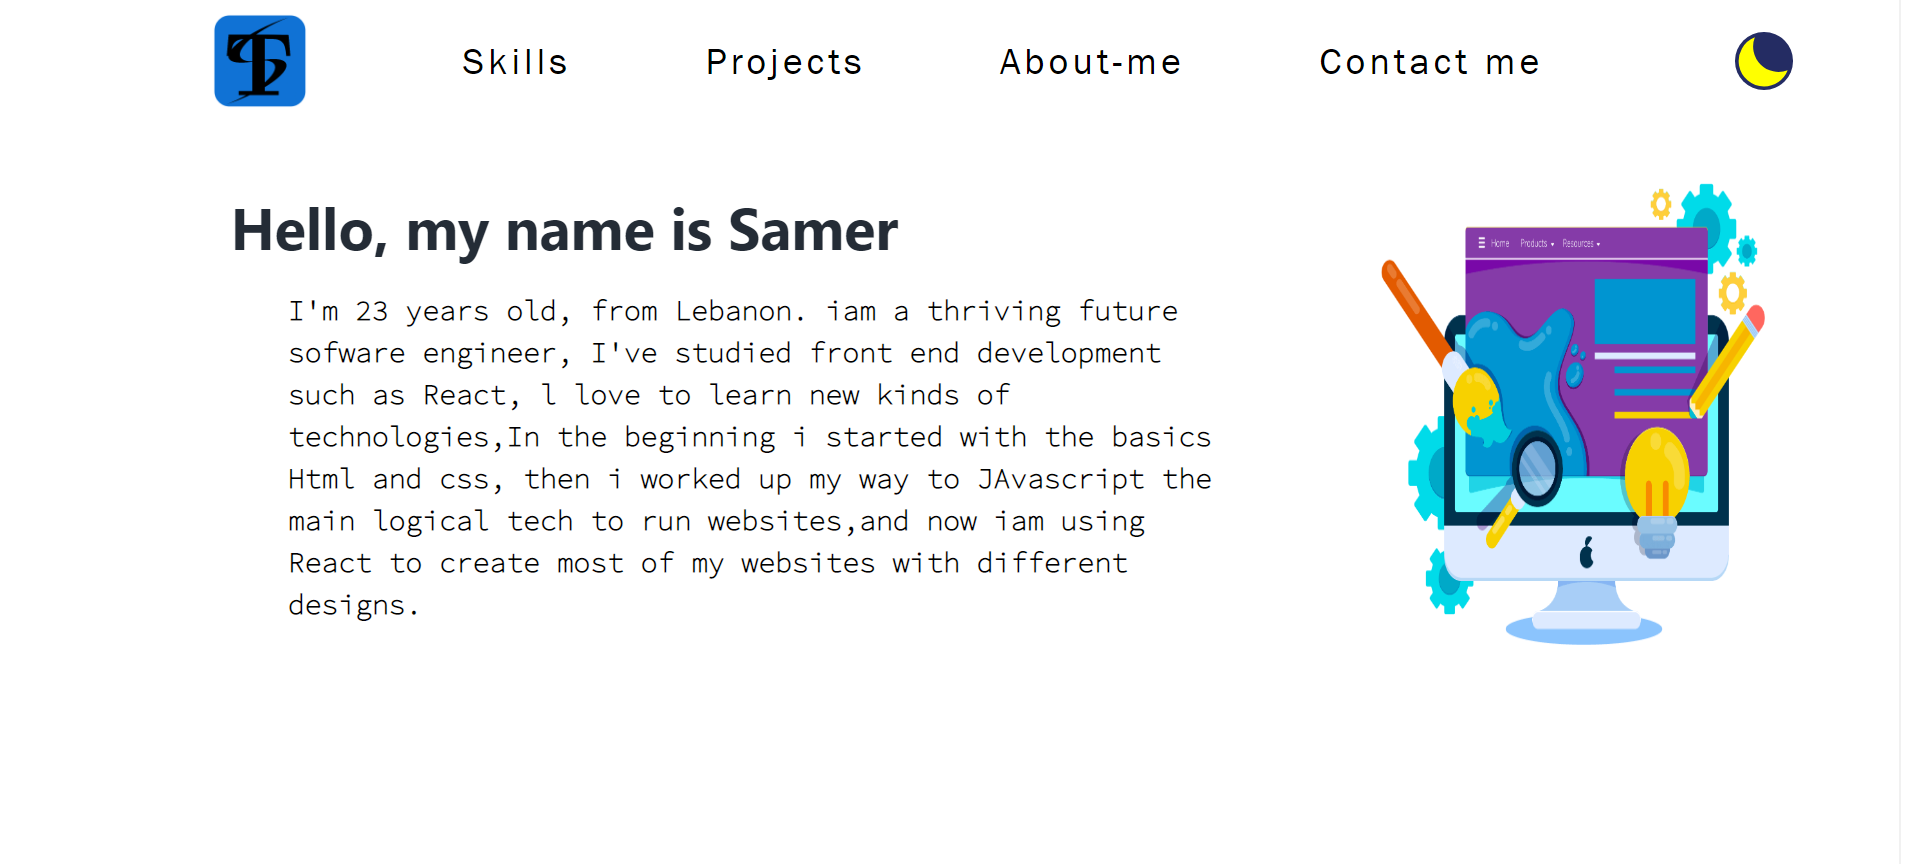 Skills Projects About-me Contact me
Hello, my name is Samer
I'm 23 years old, from Lebanon. iam a thriving future
sofware engineer, I've studied front end development
such as React, l love to learn new kinds of
technologies,In the beginning i started with the basics
Html and css, then i worked up my way to JAvascript the
main logical tech to run websites,and now iam using
React to create most of my websites with different
designs.
Home Products Resources